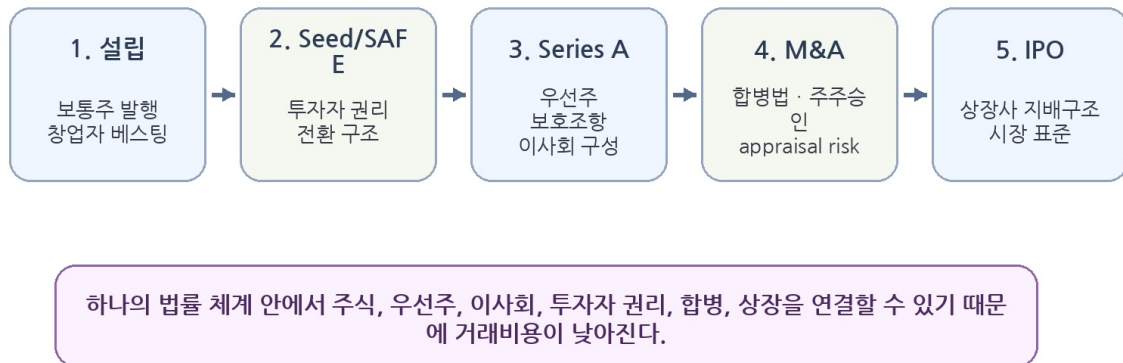 1. 설립
보통주 발행
창업자 베스팅
2. Seed/SAF
E
투자자 권리
전환 구조
3. Series A
우선주
보호조항
이사회 구성
4. M&A
합병법 · 주주승
인
appraisal risk
5. IPO
상장사 지배구조
시장 표준
하나의 법률 체계 안에서 주식, 우선주, 이사회, 투자자 권리, 합병, 상장을 연결할 수 있기 때문
에 거래비용이 낮아진다.